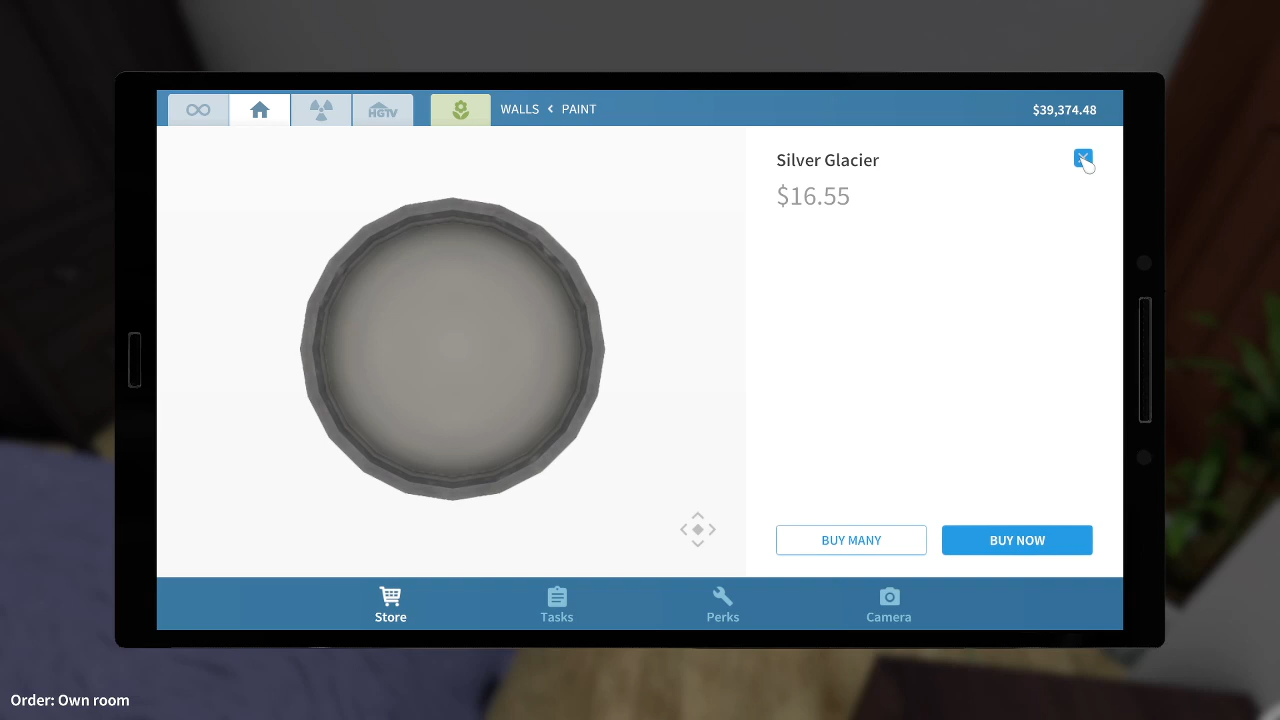 HGTV
WALLS < PAINT
$39,374.48
Silver Glacier
$16.55
BUY MANY
BUY NOW
Store
Tasks
Perks
Camera
Order: Own room